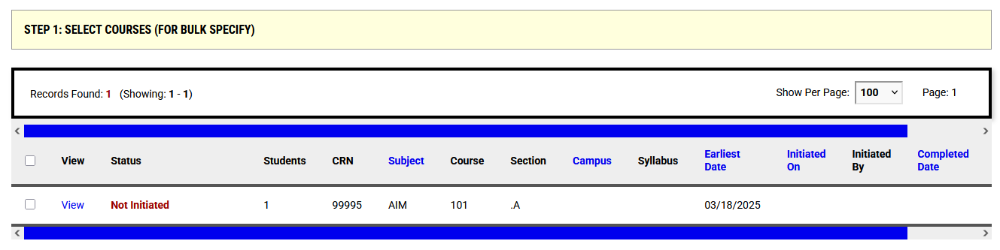 STEP 1: SELECT COURSES (FOR BULK SPECIFY)
Records Found: 1 (Showing: 1 - 1) Show Per Page: 100 Page: 1
View Status Students CRN Subject Course Section Campus Syllabus Earliest Date Initiated On Initiated By Completed Date
View Not Initiated 1 99995 AIM 101 .A 03/18/2025